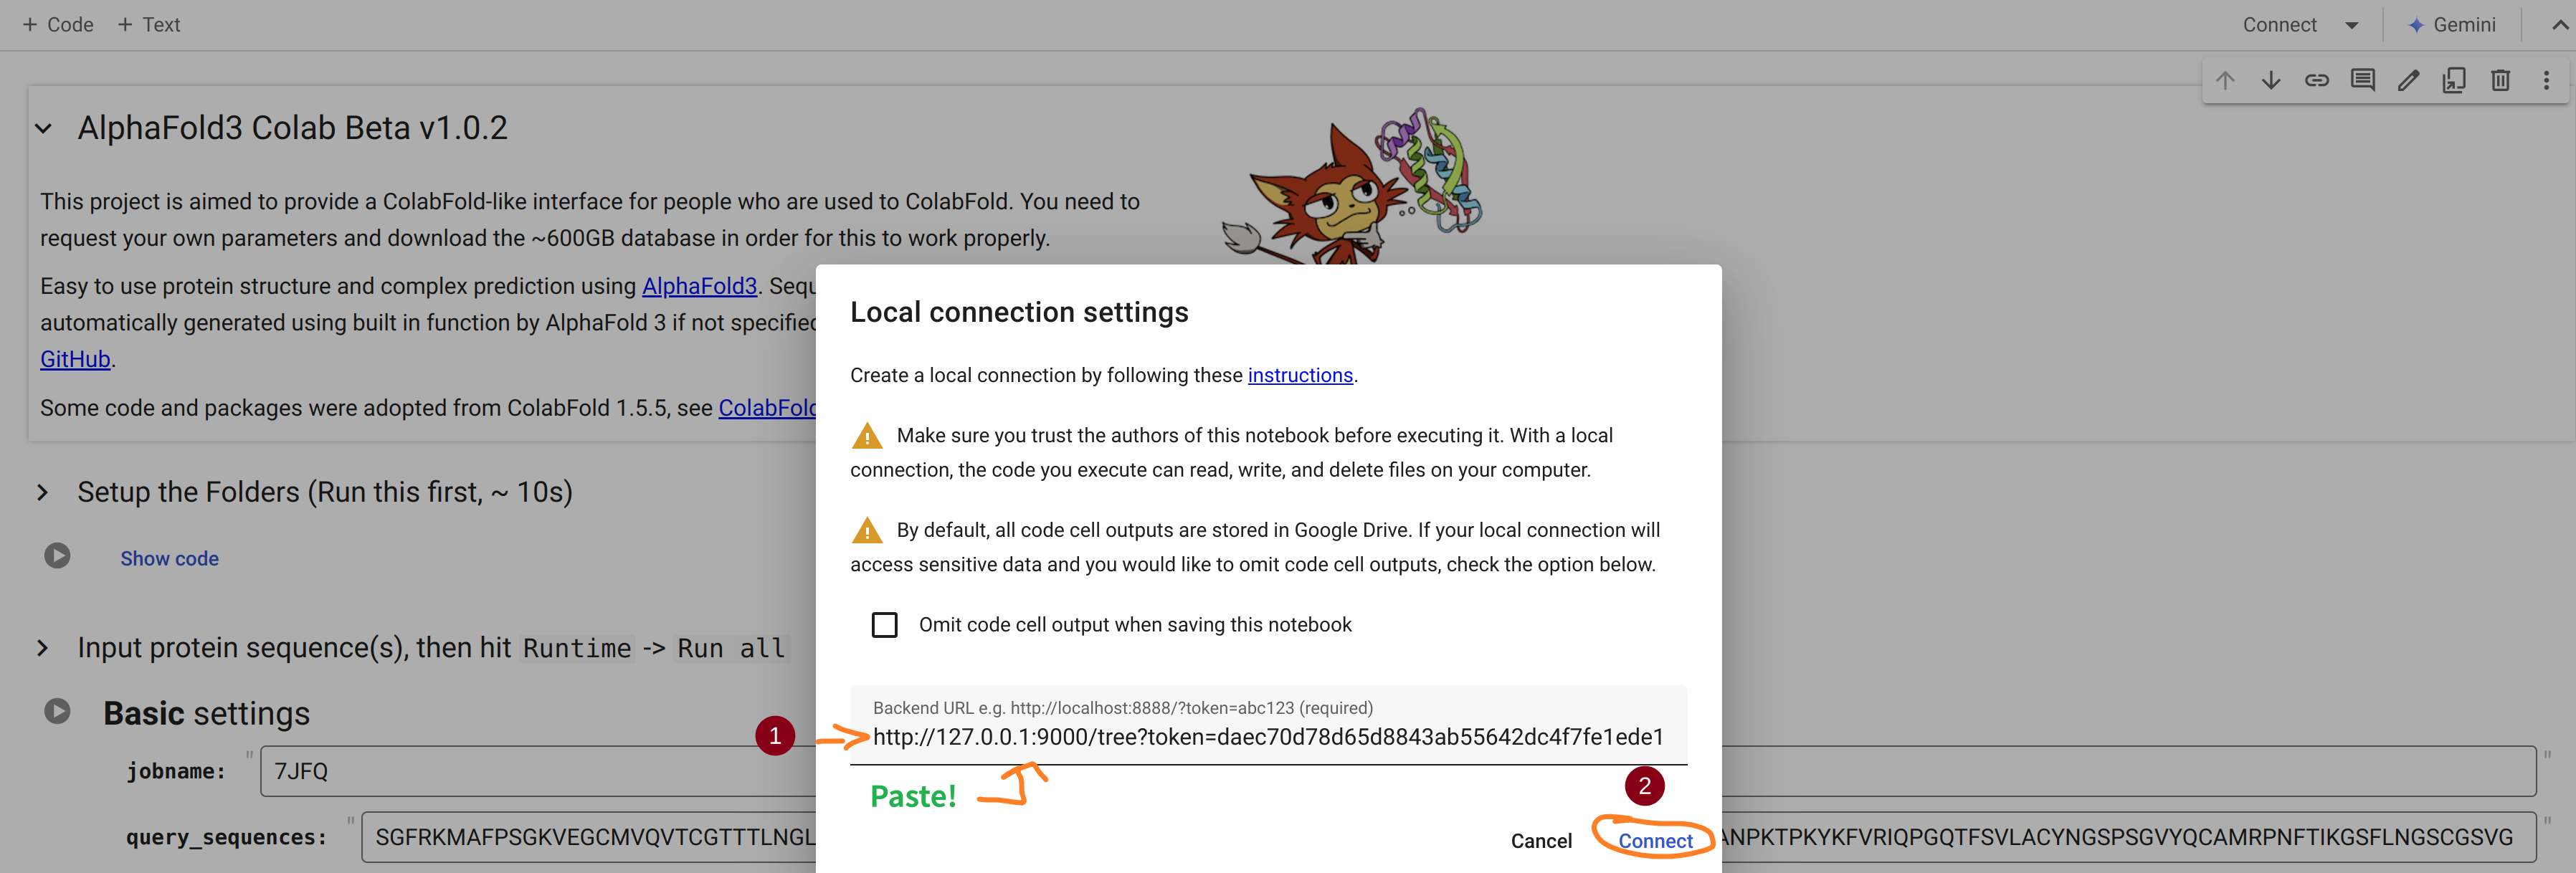 + Code + Text
Connect
Gemini
AlphaFold3 Colab Beta v1.0.2
This project is aimed to provide a ColabFold-like interface for people who are used to ColabFold. You need to
request your own parameters and download the ~600GB database in order for this to work properly.
Easy to use protein structure and complex prediction using AlphaFold3. Sequ
automatically generated using built in function by AlphaFold 3 if not specified
GitHub.
Some code and packages were adopted from ColabFold 1.5.5, see ColabFold
Setup the Folders (Run this first, ~ 10s)
Show code
Input protein sequence(s), then hit Runtime -> Run all
Basic settings
jobname: " 7JFQ "
query_sequences: " SGFRKMAFPSGKVEGCMVQVTCGTTTLNGL
ANPKTPKYKFVRIQPGQTFSVLACYNGSPSGVYQCAMRPNFTIKGSFLNGSCGSVG "
Local connection settings
Create a local connection by following these instructions.
Make sure you trust the authors of this notebook before executing it. With a local
connection, the code you execute can read, write, and delete files on your computer.
By default, all code cell outputs are stored in Google Drive. If your local connection will
access sensitive data and you would like to omit code cell outputs, check the option below.
Omit code cell output when saving this notebook
Backend URL e.g. http://localhost:8888/?token=abc123 (required)
1
http://127.0.0.1:9000/tree?token=daec70d78d65d8843ab55642dc4f7fe1ede1
Paste!
2
Cancel
Connect